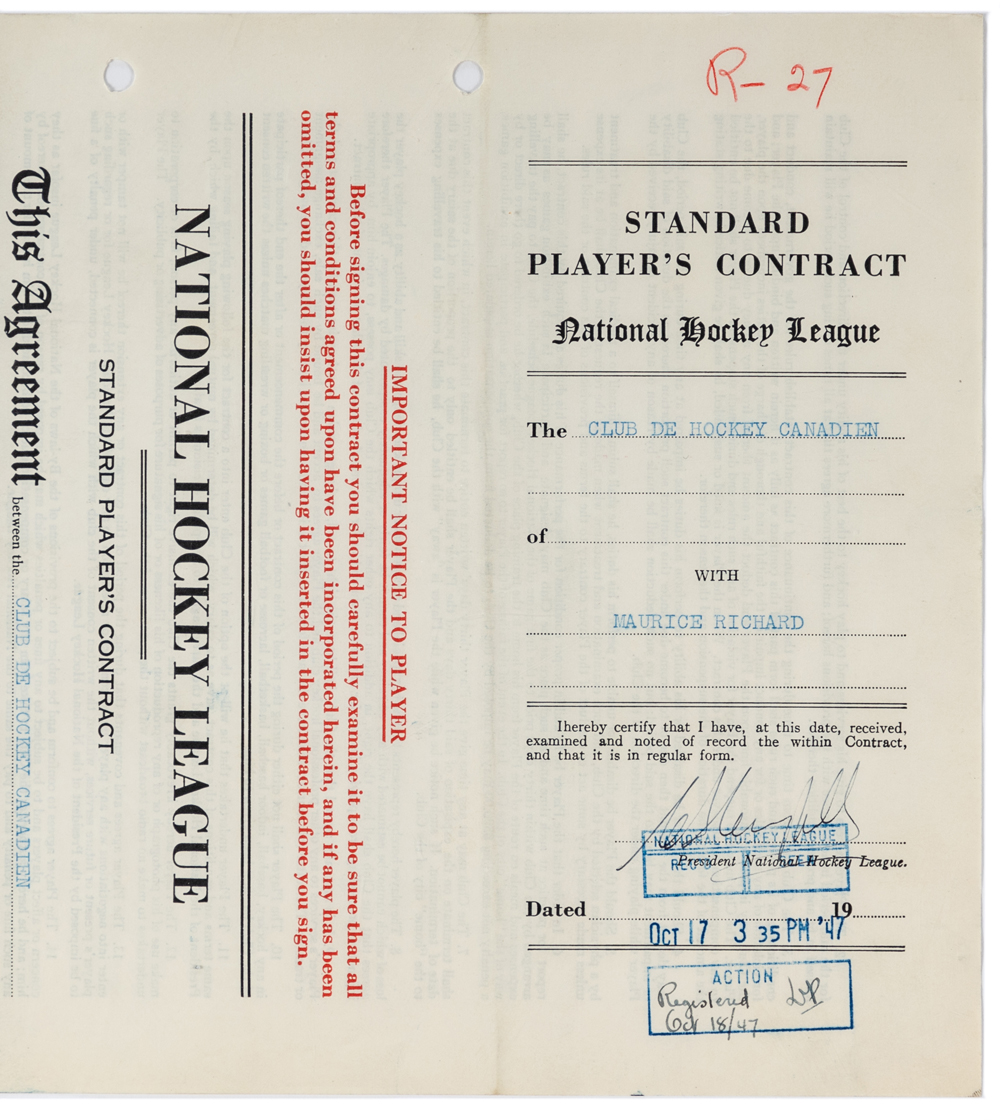 R- 27
STANDARD
PLAYER'S CONTRACT
National Hockey League
The CLUB DE HOCKEY CANADIEN
of
WITH
MAURICE RICHARD
I hereby certify that I have, at this date, received,
examined and noted of record the within Contract,
and that it is in regular form.
NATIONAL HOCKEY LEAGUE
President National Hockey League.
Dated 19
OCT 17 3 35 PM '47
ACTION
Registered
Oct 18/47
IMPORTANT NOTICE TO PLAYER
Before signing this contract you should carefully examine it to be sure that all
terms and conditions agreed upon have been incorporated herein, and if any has been
omitted, you should insist upon having it inserted in the contract before you sign.
NATIONAL HOCKEY LEAGUE
STANDARD PLAYER'S CONTRACT
This Agreement between the CLUB DE HOCKEY CANADIEN